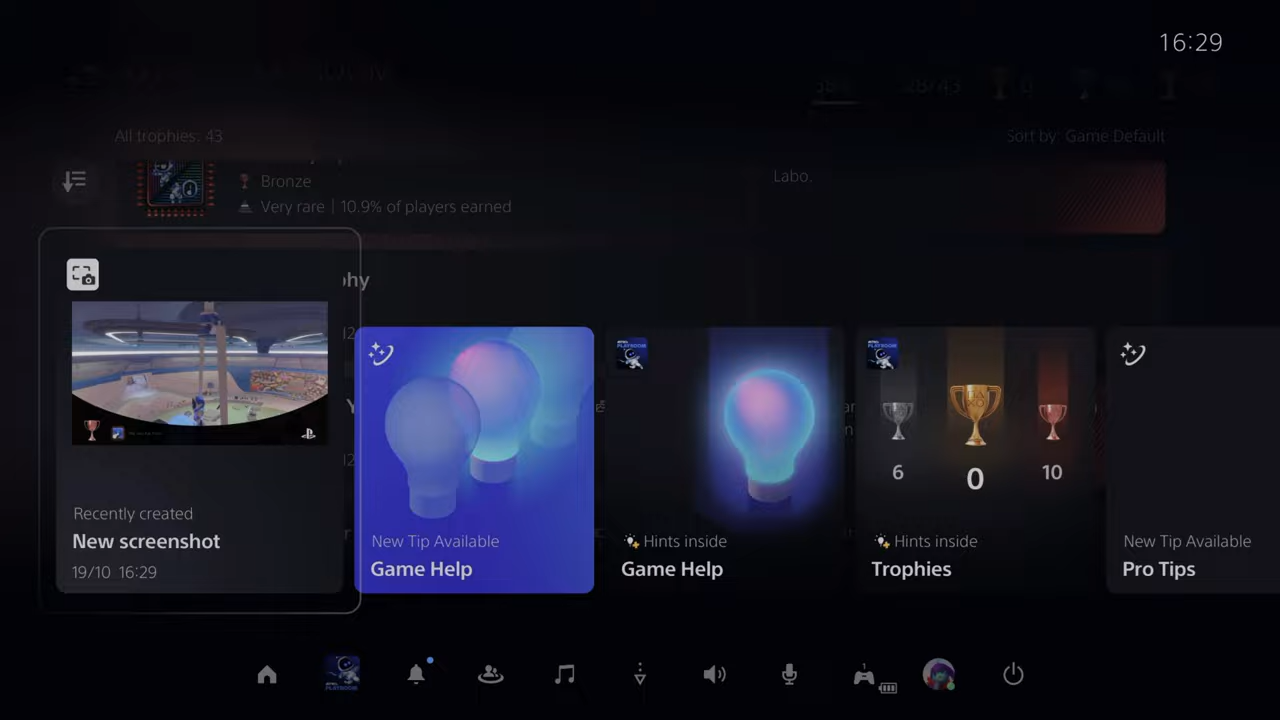 16:29
All trophies: 43
Sort by: Game Default
Bronze
Labo.
Very rare | 10.9% of players earned
phy
Recently created
New screenshot
19/10 16:29
New Tip Available
Game Help
Hints inside
Game Help
6
0
10
Hints inside
Trophies
New Tip Available
Pro Tips
1